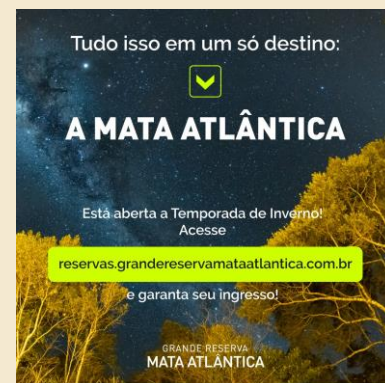 Tudo isso em um só destino:
A MATA ATLÂNTICA
Está aberta a Temporada de Inverno!
Acesse
reservas.grandereservamataatlantica.com.br
e garanta seu ingresso!
GRANDE RESERVA
MATA ATLÂNTICA